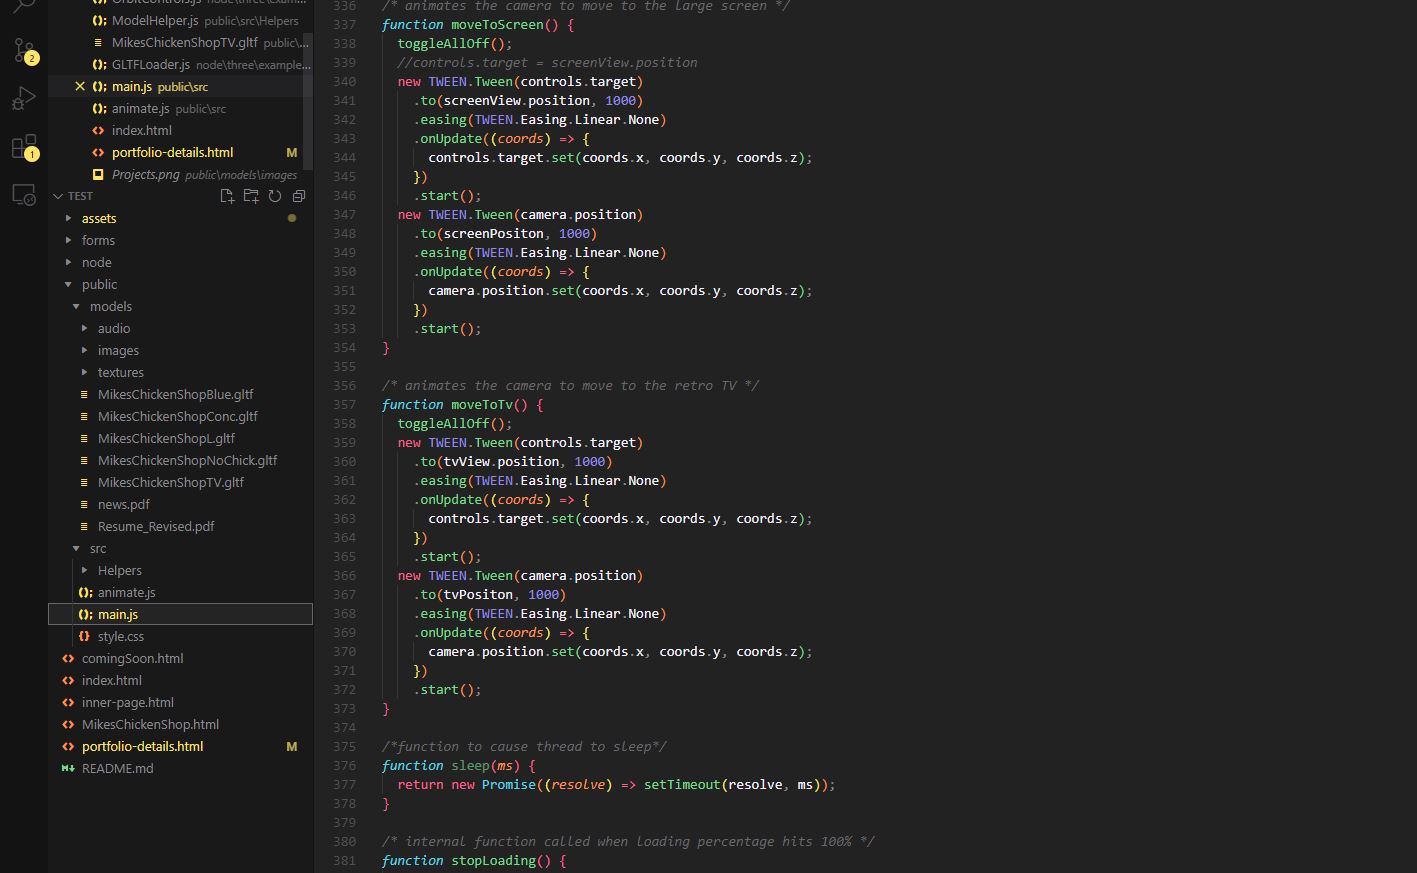 OrbitControls.js node\three\exam...
ModelHelper.js public\src\Helpers
MikesChickenShopTV.gltf public\...
GLTFLoader.js node\three\example...
main.js public\src
animate.js public\src
index.html
portfolio-details.html M
Projects.png public\models\images
2
1
TEST
assets
forms
node
public
models
audio
images
textures
MikesChickenShopBlue.gltf
MikesChickenShopConc.gltf
MikesChickenShopL.gltf
MikesChickenShopNoChick.gltf
MikesChickenShopTV.gltf
news.pdf
Resume_Revised.pdf
src
Helpers
animate.js
main.js
style.css
comingSoon.html
index.html
inner-page.html
MikesChickenShop.html
portfolio-details.html M
README.md
336 /* animates the camera to move to the large screen */
337 function moveToScreen() {
338 toggleAllOff();
339 //controls.target = screenView.position
340 new TWEEN.Tween(controls.target)
341 .to(screenView.position, 1000)
342 .easing(TWEEN.Easing.Linear.None)
343 .onUpdate((coords) => {
344 controls.target.set(coords.x, coords.y, coords.z);
345 })
346 .start();
347 new TWEEN.Tween(camera.position)
348 .to(screenPositon, 1000)
349 .easing(TWEEN.Easing.Linear.None)
350 .onUpdate((coords) => {
351 camera.position.set(coords.x, coords.y, coords.z);
352 })
353 .start();
354 }
355
356 /* animates the camera to move to the retro TV */
357 function moveToTv() {
358 toggleAllOff();
359 new TWEEN.Tween(controls.target)
360 .to(tvView.position, 1000)
361 .easing(TWEEN.Easing.Linear.None)
362 .onUpdate((coords) => {
363 controls.target.set(coords.x, coords.y, coords.z);
364 })
365 .start();
366 new TWEEN.Tween(camera.position)
367 .to(tvPositon, 1000)
368 .easing(TWEEN.Easing.Linear.None)
369 .onUpdate((coords) => {
370 camera.position.set(coords.x, coords.y, coords.z);
371 })
372 .start();
373 }
374
375 /*function to cause thread to sleep*/
376 function sleep(ms) {
377 return new Promise((resolve) => setTimeout(resolve, ms));
378 }
379
380 /* internal function called when loading percentage hits 100% */
381 function stopLoading() {